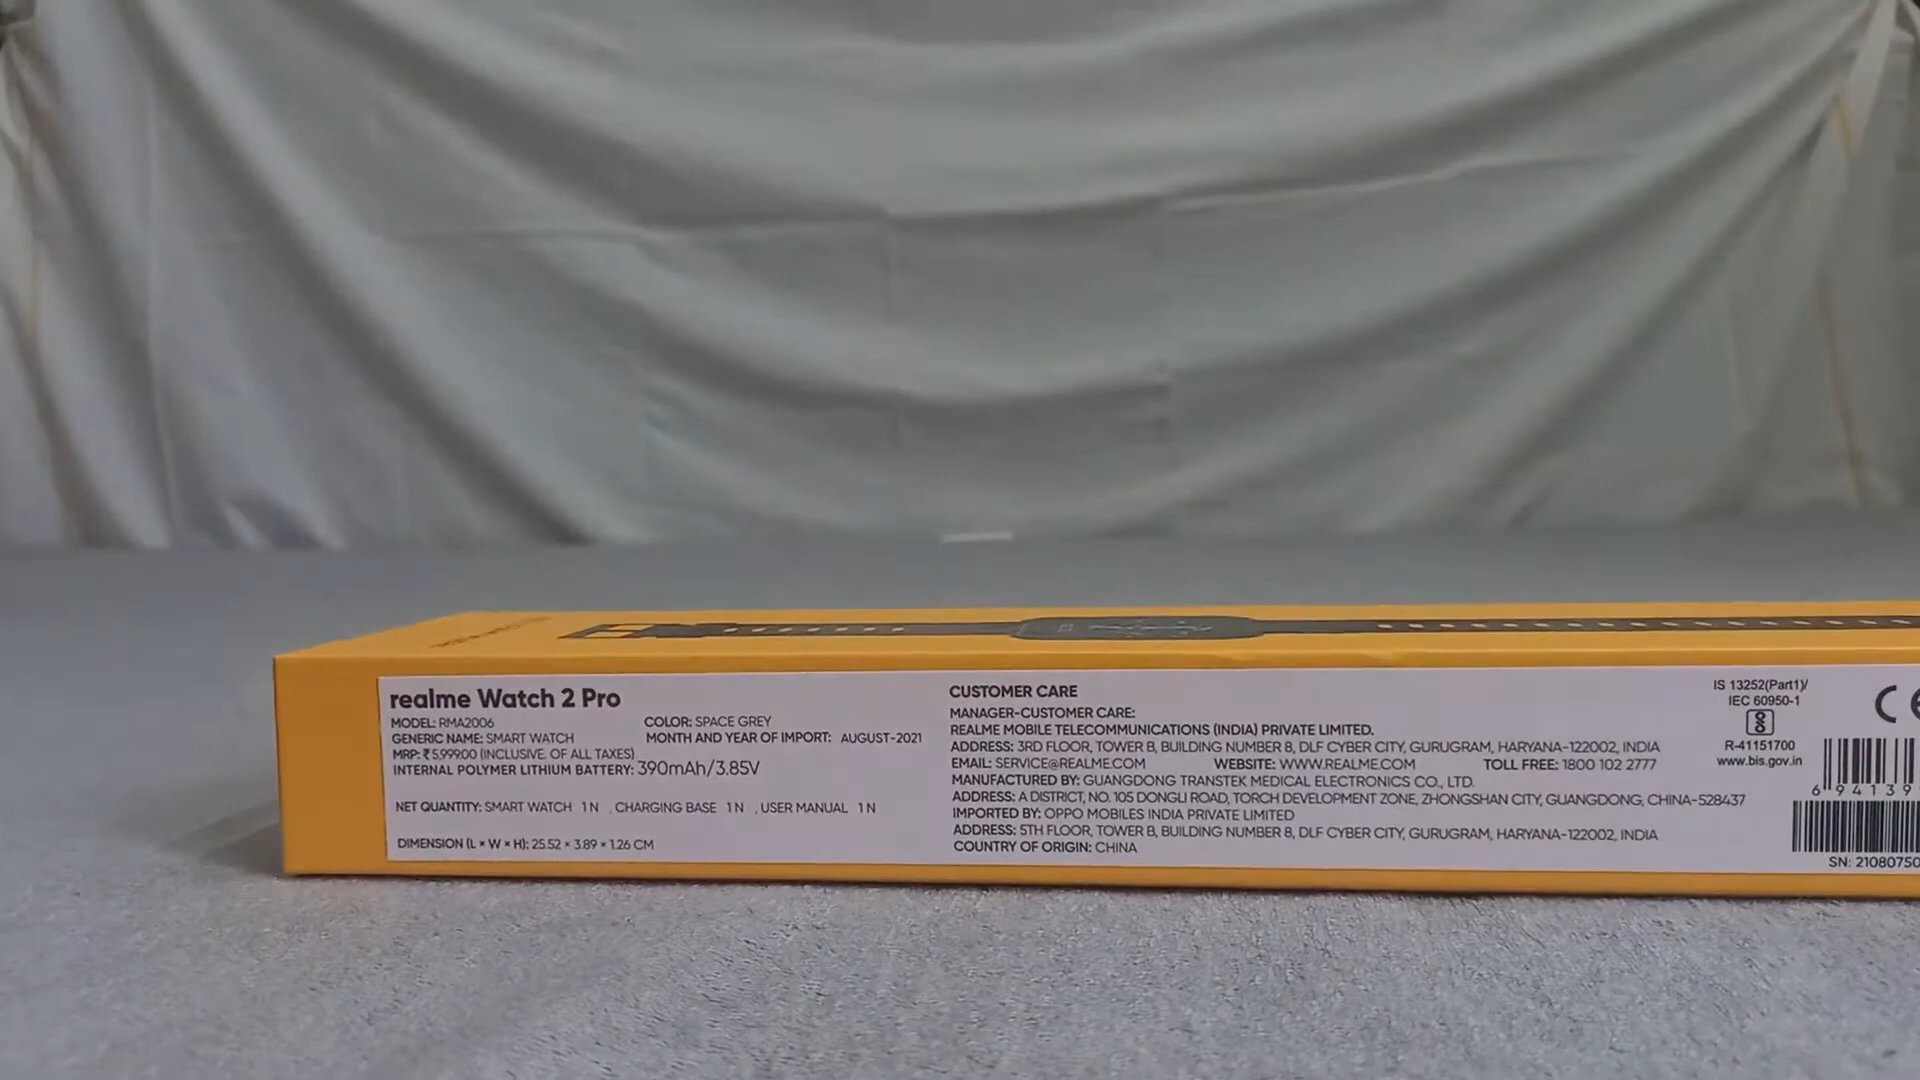 realme Watch 2 Pro
MODEL: RMA2006
COLOR: SPACE GREY
GENERIC NAME: SMART WATCH
MONTH AND YEAR OF IMPORT: AUGUST-2021
MRP: ₹ 5,999.00 (INCLUSIVE. OF ALL TAXES)
INTERNAL POLYMER LITHIUM BATTERY: 390mAh/3.85V
NET QUANTITY: SMART WATCH 1 N , CHARGING BASE 1 N , USER MANUAL 1 N
DIMENSION (L × W × H): 25.52 × 3.89 × 1.26 CM
CUSTOMER CARE
MANAGER-CUSTOMER CARE:
REALME MOBILE TELECOMMUNICATIONS (INDIA) PRIVATE LIMITED.
ADDRESS: 3RD FLOOR, TOWER B, BUILDING NUMBER 8, DLF CYBER CITY, GURUGRAM, HARYANA-122002, INDIA
EMAIL: SERVICE@REALME.COM WEBSITE: WWW.REALME.COM TOLL FREE: 1800 102 2777
MANUFACTURED BY: GUANGDONG TRANSTEK MEDICAL ELECTRONICS CO., LTD.
ADDRESS: A DISTRICT, NO. 105 DONGLI ROAD, TORCH DEVELOPMENT ZONE, ZHONGSHAN CITY, GUANGDONG, CHINA-528437
IMPORTED BY: OPPO MOBILES INDIA PRIVATE LIMITED
ADDRESS: 5TH FLOOR, TOWER B, BUILDING NUMBER 8, DLF CYBER CITY, GURUGRAM, HARYANA-122002, INDIA
COUNTRY OF ORIGIN: CHINA
IS 13252(Part1)/
IEC 60950-1
R-41151700
www.bis.gov.in
CE
6 94139
SN: 21080750